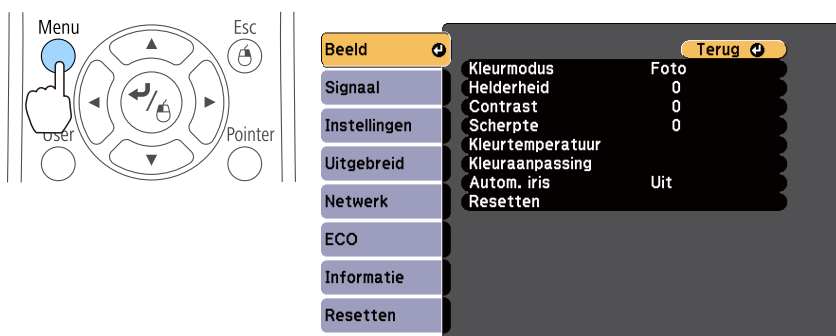 Menu
Esc
User
Pointer
Beeld
Signaal
Instellingen
Uitgebreid
Netwerk
ECO
Informatie
Resetten
Terug
Kleurmodus Foto
Helderheid 0
Contrast 0
Scherpte 0
Kleurtemperatuur
Kleuraanpassing
Autom. iris Uit
Resetten